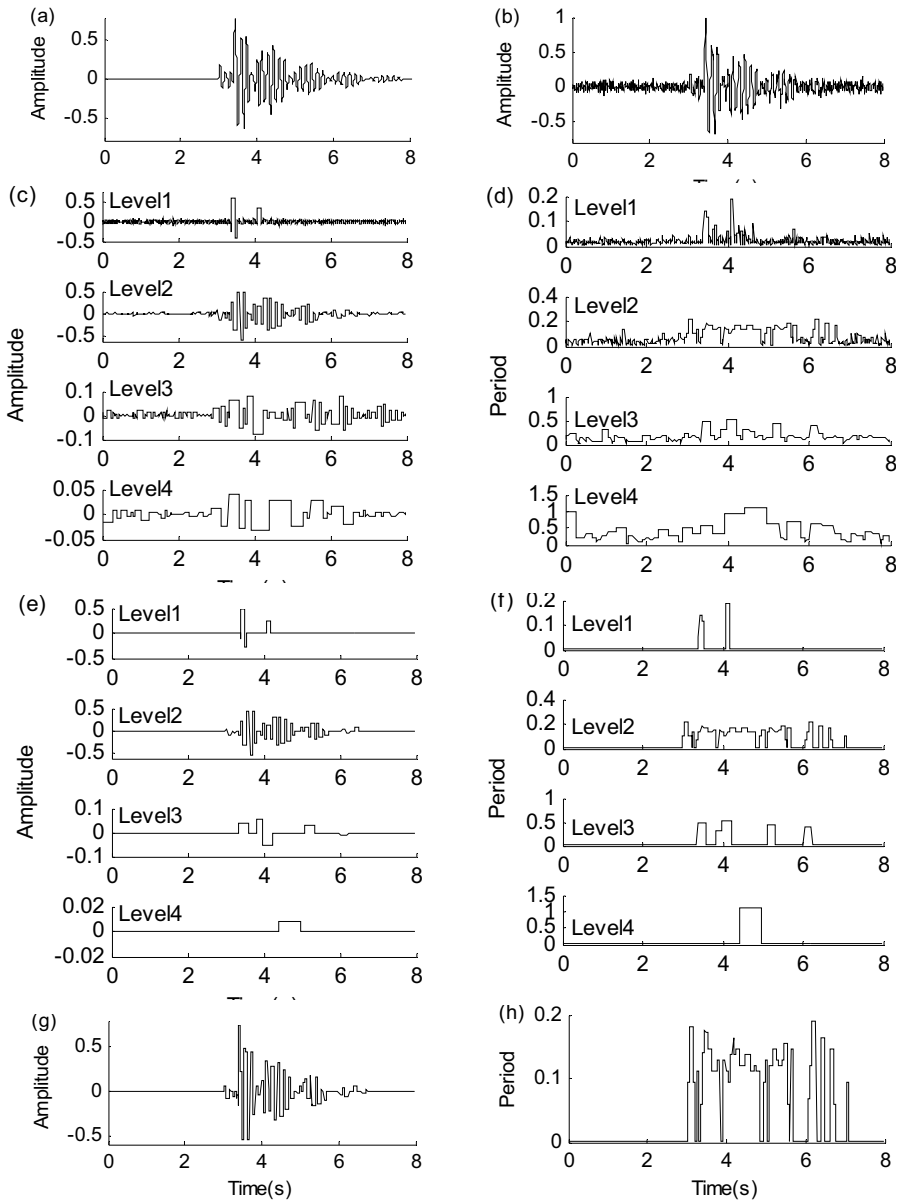 (a)
Amplitude
0.5
0
-0.5
0 2 4 6 8
(b)
Amplitude
1
0.5
0
-0.5
0 2 4 6 8
(c)
Amplitude
Level1
0.5
0
-0.5
0 2 4 6 8
Level2
0.5
0
-0.5
0 2 4 6 8
Level3
0.1
0
-0.1
0 2 4 6 8
Level4
0.05
0
-0.05
0 2 4 6 8
(d)
Period
Level1
0.2
0.1
0
0 2 4 6 8
Level2
0.4
0.2
0
0 2 4 6 8
Level3
1
0.5
0
0 2 4 6 8
Level4
1.5
1
0.5
0
0 2 4 6 8
(e)
Amplitude
Level1
0.5
0
-0.5
0 2 4 6 8
Level2
0.5
0
-0.5
0 2 4 6 8
Level3
0.1
0
-0.1
0 2 4 6 8
Level4
0.02
0
-0.02
0 2 4 6 8
(f)
Period
0.2
0.1
0
Level1
0 2 4 6 8
0.4
0.2
0
Level2
0 2 4 6 8
1
0.5
0
Level3
0 2 4 6 8
1.5
1
0.5
0
Level4
0 2 4 6 8
(g)
Amplitude
0.5
0
-0.5
0 2 4 6 8
Time(s)
(h)
Period
0.2
0.1
0
0 2 4 6 8
Time(s)